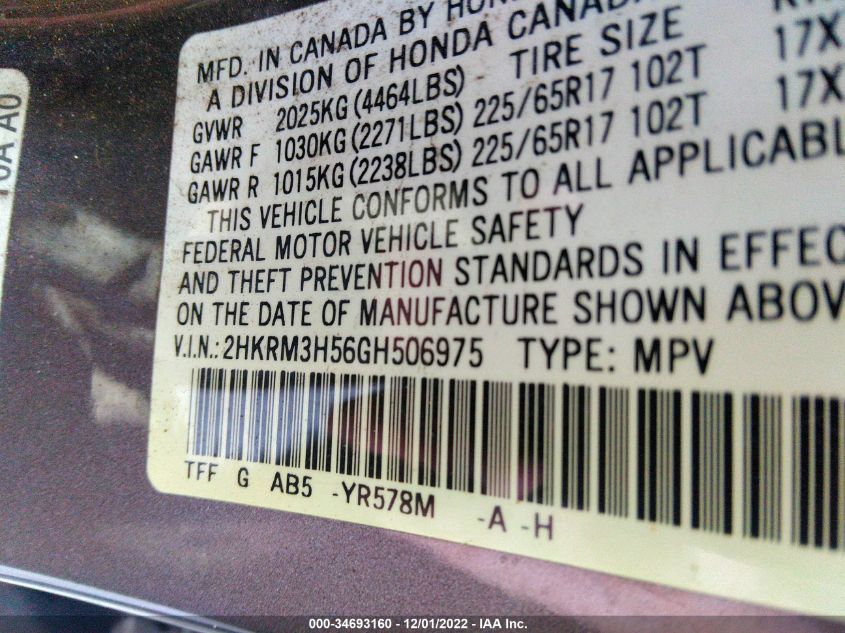 MFD. IN CANADA BY
A DIVISION OF HONDA CANADA
GVWR 2025KG (4464LBS) TIRE SIZE
GAWR F 1030KG (2271LBS) 225/65R17 102T 17X
GAWR R 1015KG (2238LBS) 225/65R17 102T 17X
THIS VEHICLE CONFORMS TO ALL APPLICABL
FEDERAL MOTOR VEHICLE SAFETY
AND THEFT PREVENTION STANDARDS IN EFFEC
ON THE DATE OF MANUFACTURE SHOWN ABOV
V.I.N.: 2HKRM3H56GH506975 TYPE: MPV
TFF G AB5 -YR578M -A -H
000-34693160 - 12/01/2022 - IAA Inc.